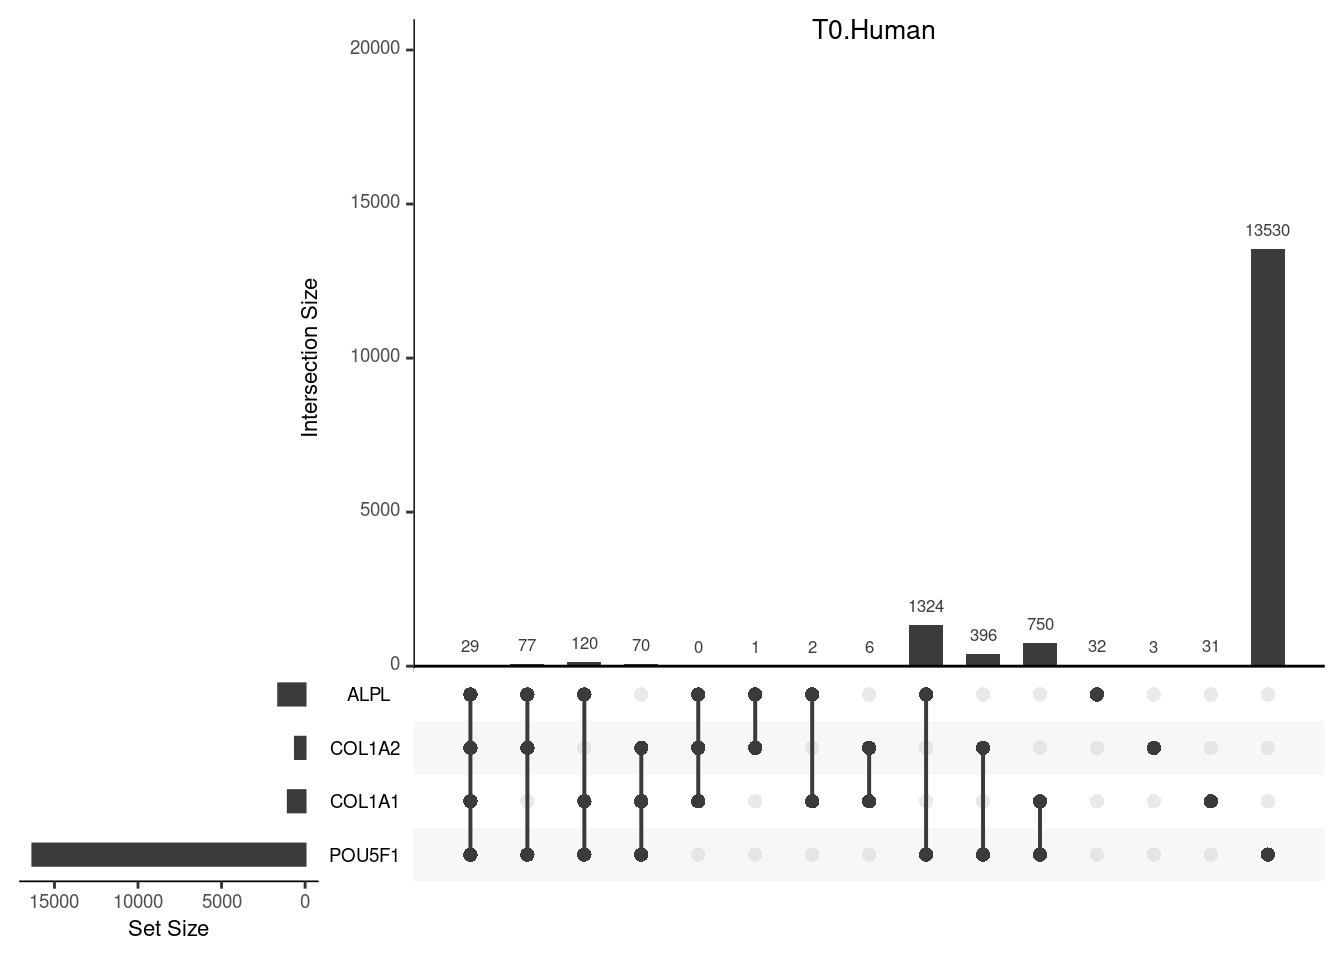 T0.Human
20000
15000
10000
5000
0
Intersection Size
13530
1324
29 77 120 70 0 1 2 6 396 750 32 3 31
ALPL
COL1A2
COL1A1
POU5F1
15000 10000 5000 0
Set Size